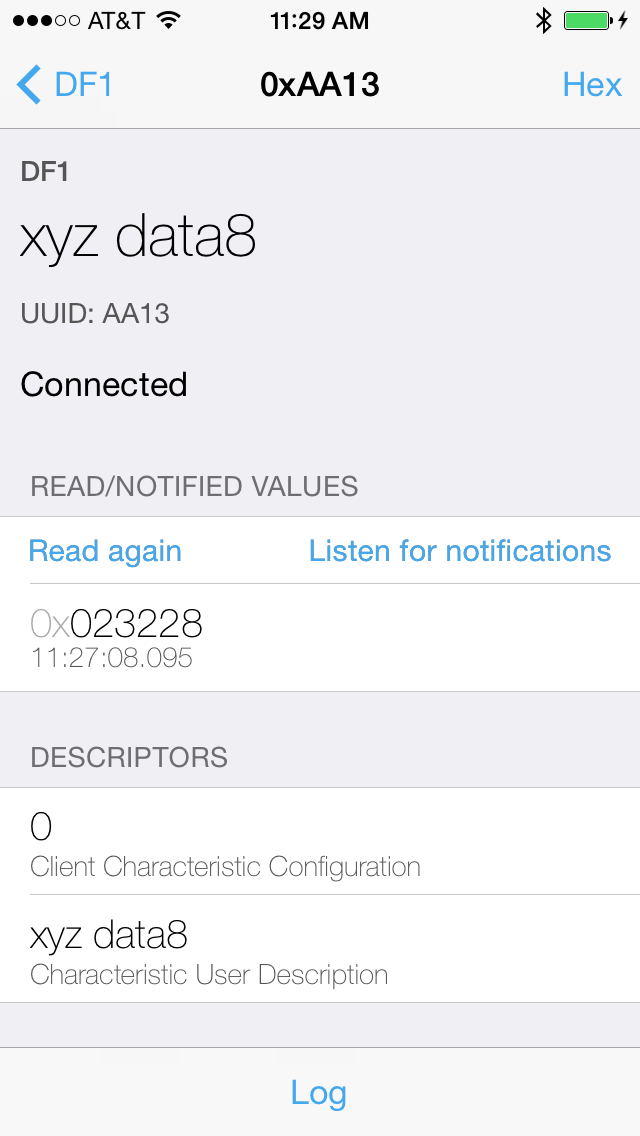 AT&T 11:29 AM
DF1 0xAA13 Hex
DF1
xyz data8
UUID: AA13
Connected
READ/NOTIFIED VALUES
Read again Listen for notifications
0x023228
11:27:08.095
DESCRIPTORS
0
Client Characteristic Configuration
xyz data8
Characteristic User Description
Log